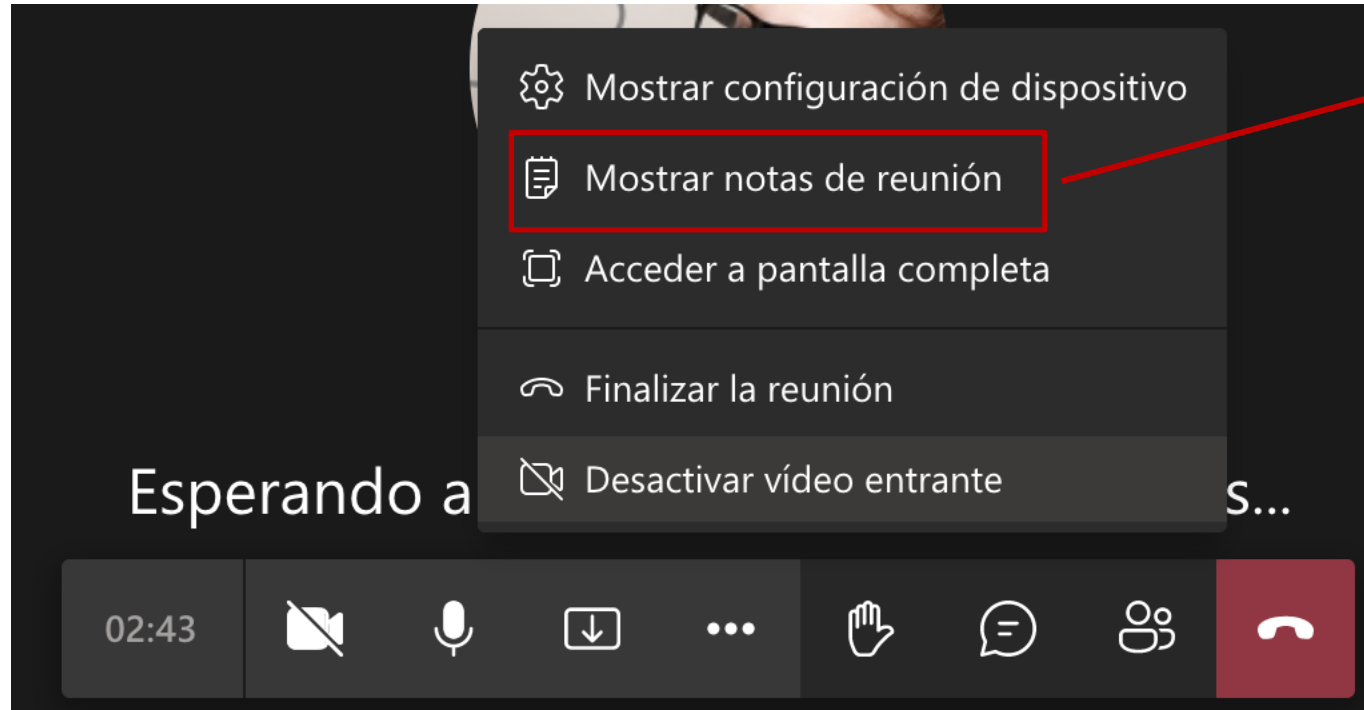 Mostrar configuración de dispositivo
Mostrar notas de reunión
Acceder a pantalla completa
Finalizar la reunión
Desactivar vídeo entrante
Esperando a s...
02:43